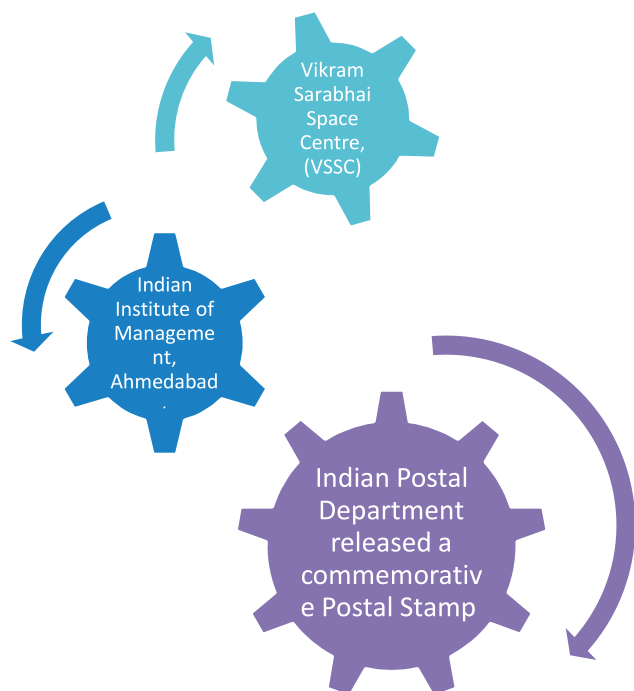 Vikram
Sarabhai
Space
Centre,
(VSSC)
Indian
Institute of
Manageme
nt,
Ahmedabad
.
Indian Postal
Department
released a
commemorativ
e Postal Stamp